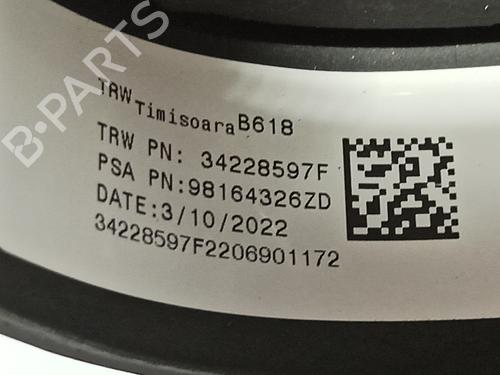 B-PARTS
TRW Timisoara B618
TRW PN: 34228597F
PSA PN:98164326ZD
DATE:3/10/2022
34228597F2206901172